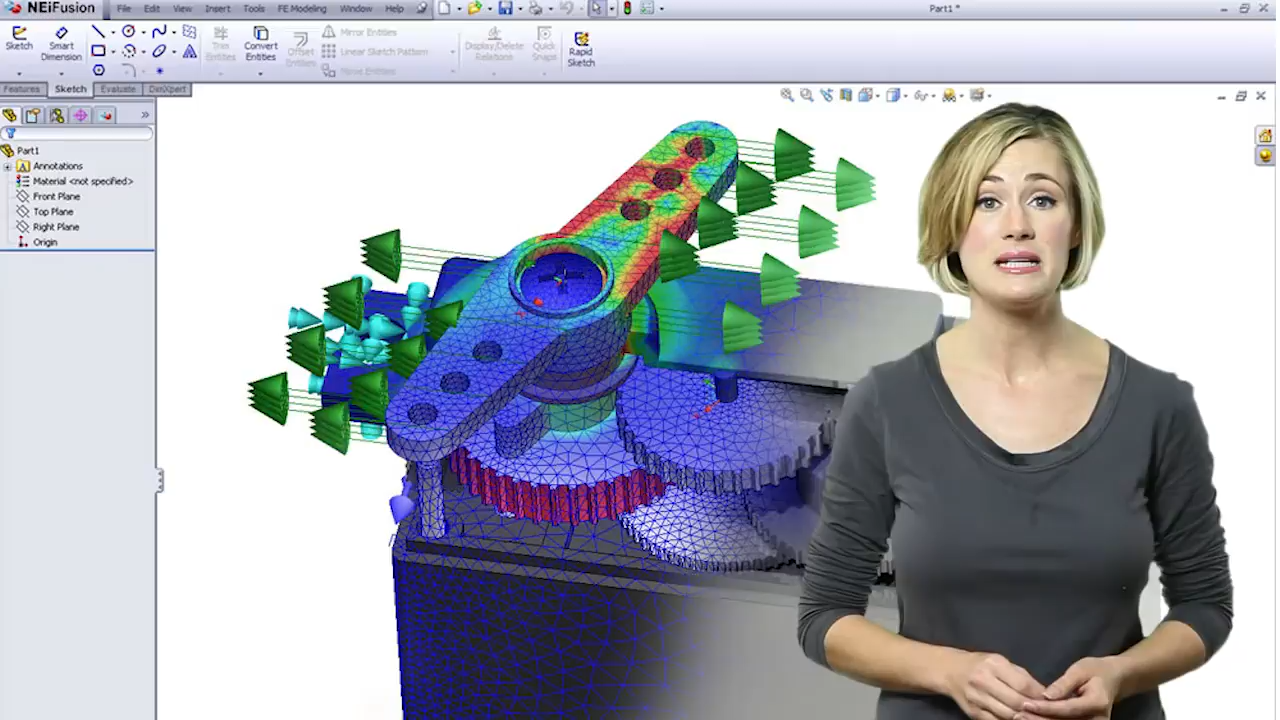 NEiFusion File Edit View Insert Tools FE Modeling Window Help Part1 *
Sketch Smart Dimension Trim Entities Convert Entities Offset Entities Mirror Entities Linear Sketch Pattern Move Entities Display/Delete Relations Quick Snaps Rapid Sketch
Features Sketch Evaluate DimXpert
Part1
Annotations
Material <not specified>
Front Plane
Top Plane
Right Plane
Origin